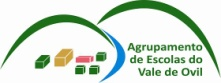 Agrupamento
de Escolas do
Vale de Ovil